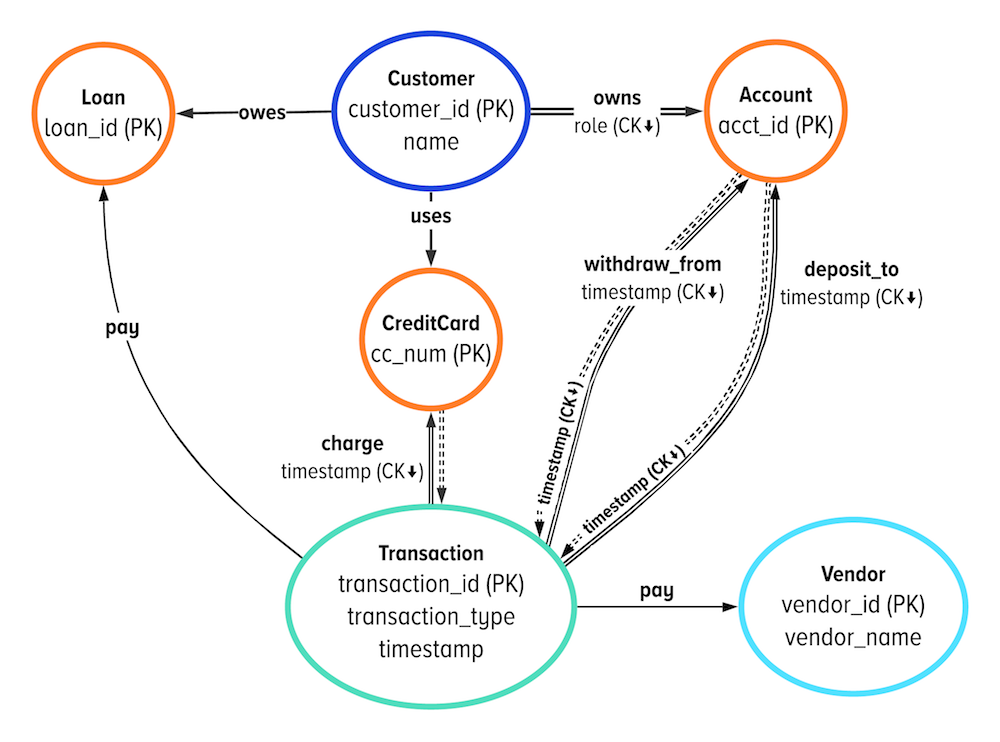 Loan
loan_id (PK)
owes
Customer
customer_id (PK)
name
owns
role (CK↓)
Account
acct_id (PK)
uses
withdraw_from
timestamp (CK↓)
deposit_to
timestamp (CK↓)
pay
CreditCard
cc_num (PK)
timestamp (CK↓)
timestamp (CK↓)
charge
timestamp (CK↓)
Transaction
transaction_id (PK)
transaction_type
timestamp
pay
Vendor
vendor_id (PK)
vendor_name